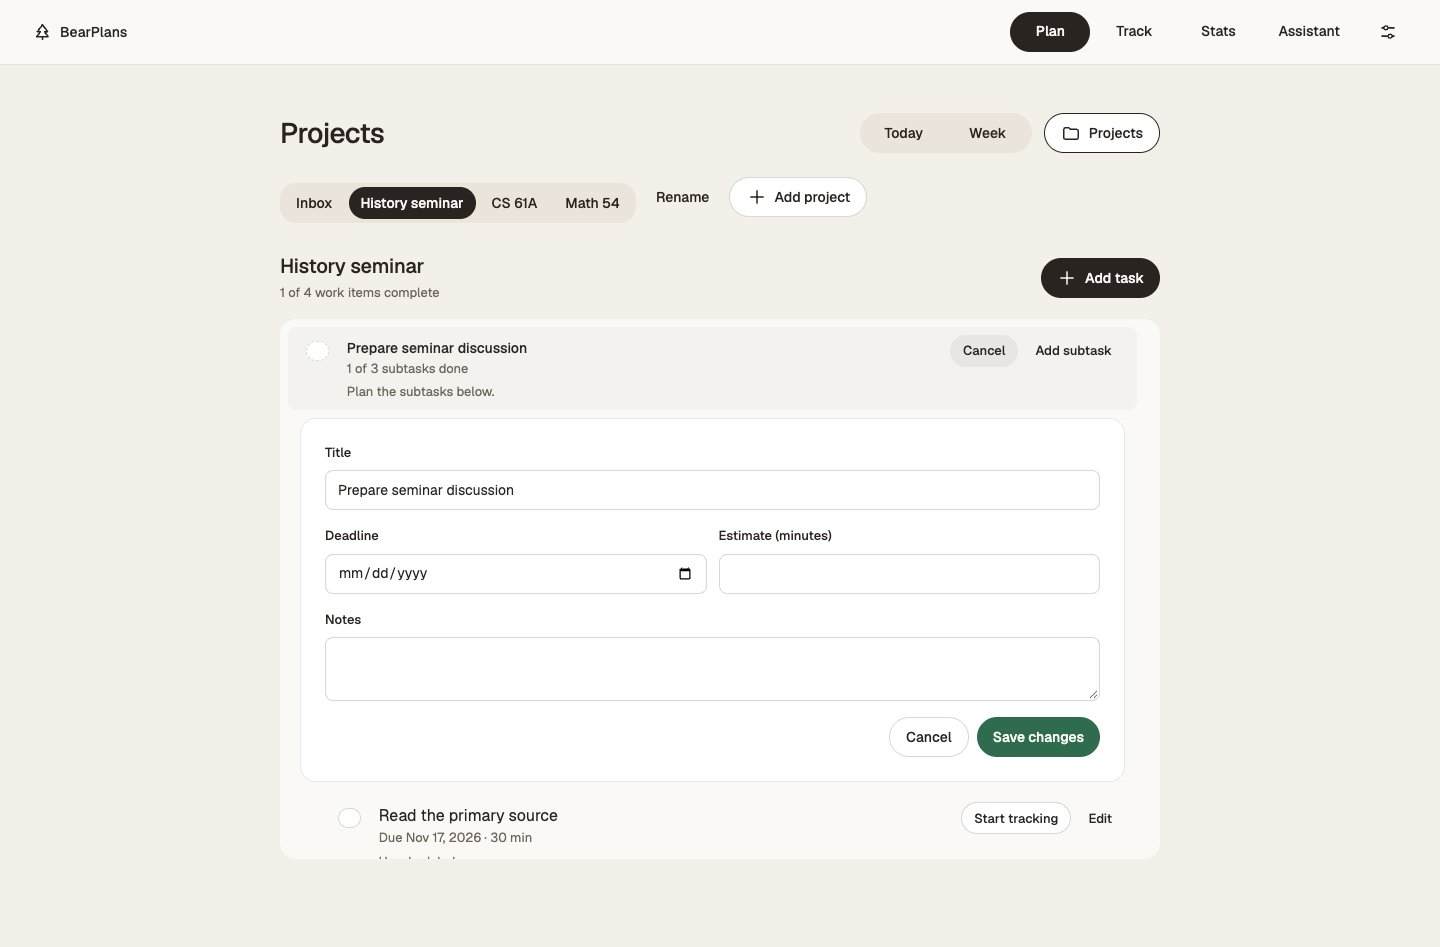 BearPlans
Plan
Track
Stats
Assistant
Projects
Today
Week
Projects
Inbox
History seminar
CS 61A
Math 54
Rename
Add project
History seminar
1 of 4 work items complete
Add task
Prepare seminar discussion
Cancel
Add subtask
1 of 3 subtasks done
Plan the subtasks below.
Title
Prepare seminar discussion
Deadline
Estimate (minutes)
mm/dd/yyyy
Notes
Cancel
Save changes
Read the primary source
Start tracking
Edit
Due Nov 17, 2026 · 30 min